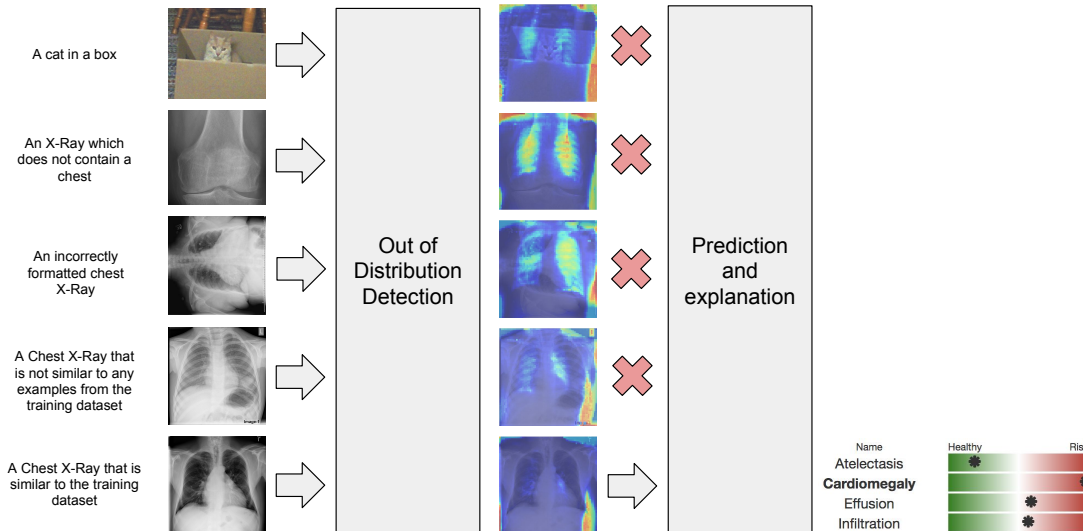 A cat in a box
An X-Ray which
does not contain a
chest
An incorrectly
formatted chest
X-Ray
A Chest X-Ray that
is not similar to any
examples from the
training dataset
A Chest X-Ray that is
similar to the training
dataset
Out of
Distribution
Detection
Prediction
and
explanation
Name Healthy Ris
Atelectasis
Cardiomegaly
Effusion
Infiltration